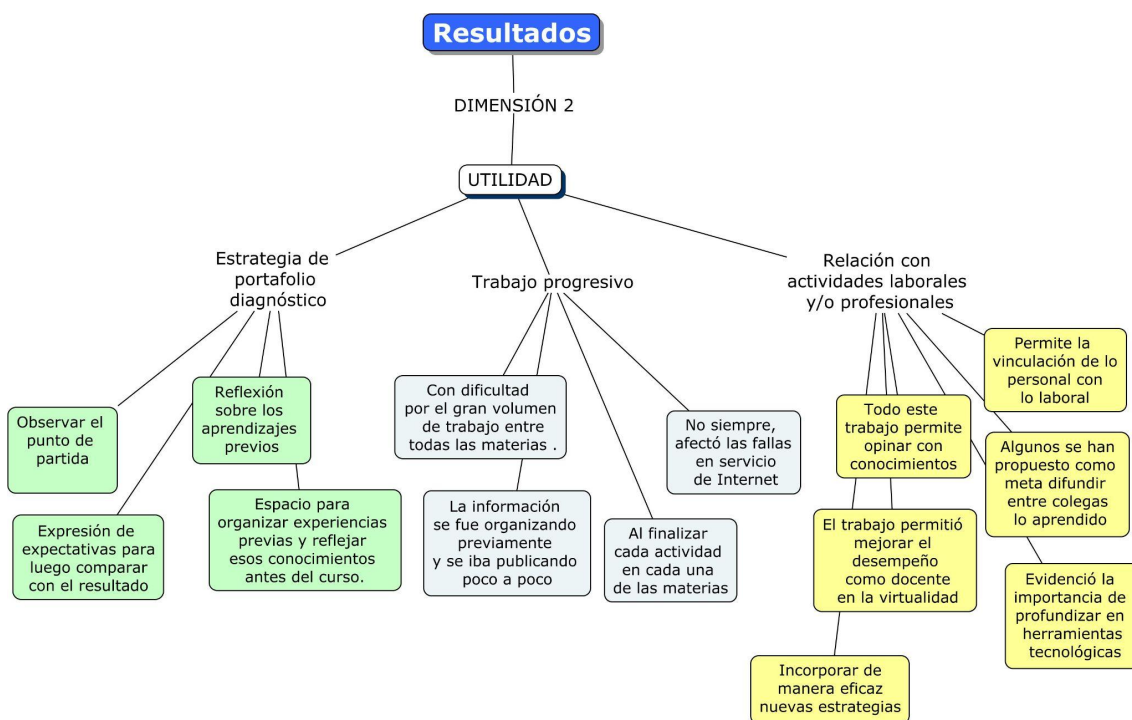 Resultados
DIMENSIÓN 2
UTILIDAD
Estrategia de
portafolio
diagnóstico
Observar el
punto de
partida
Expresión de
expectativas para
luego comparar
con el resultado
Reflexión
sobre los
aprendizajes
previos
Espacio para
organizar experiencias
previas y reflejar
esos conocimientos
antes del curso.
Trabajo progresivo
Con dificultad
por el gran volumen
de trabajo entre
todas las materias .
La información
se fue organizando
previamente
y se iba publicando
poco a poco
Al finalizar
cada actividad
en cada una
de las materias
No siempre,
afectó las fallas
en servicio
de Internet
Relación con
actividades laborales
y/o profesionales
Todo este
trabajo permite
opinar con
conocimientos
El trabajo permitió
mejorar el
desempeño
como docente
en la virtualidad
Incorporar de
manera eficaz
nuevas estrategias
Permite la
vinculación de lo
personal con
lo laboral
Algunos se han
propuesto como
meta difundir
entre colegas
lo aprendido
Evidenció la
importancia de
profundizar en
herramientas
tecnológicas